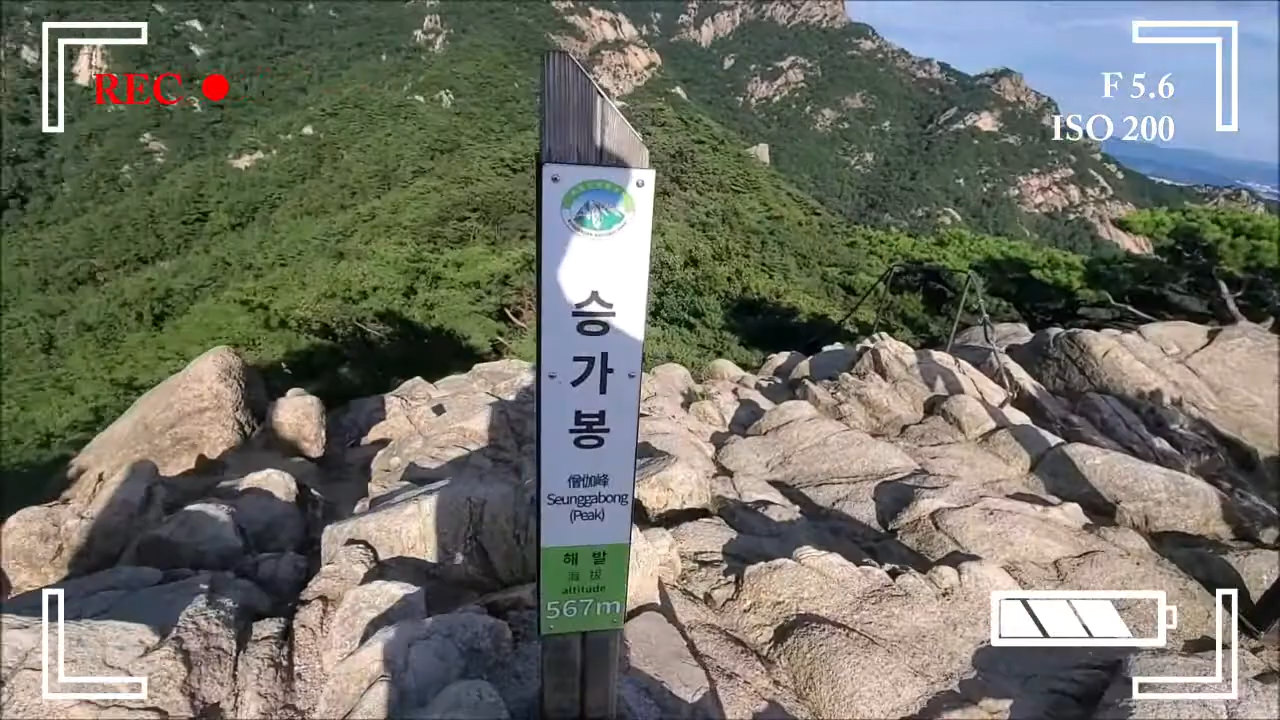 REC
F 5.6
ISO 200
승가봉
僧伽峰
Seunggabong
(Peak)
해 발
海 拔
altitude
567m